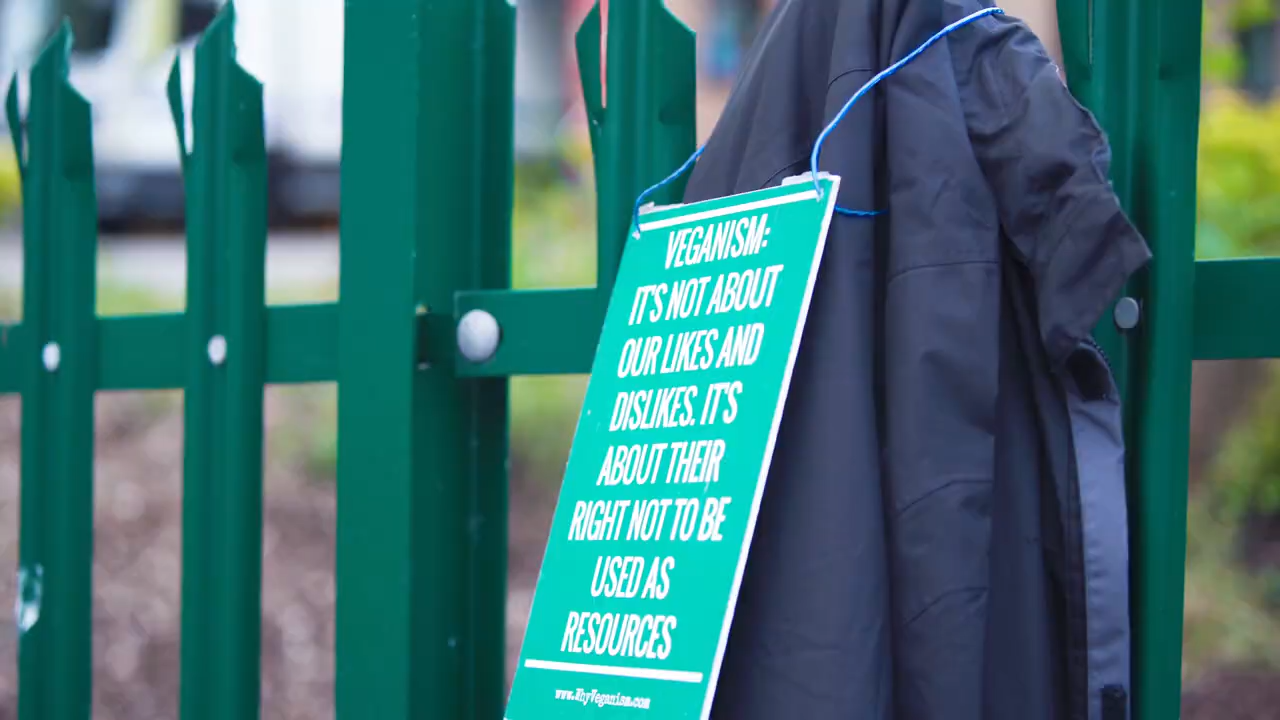 VEGANISM:
IT'S NOT ABOUT
OUR LIKES AND
DISLIKES. IT'S
ABOUT THEIR
RIGHT NOT TO BE
USED AS
RESOURCES
www.WhyVeganism.com